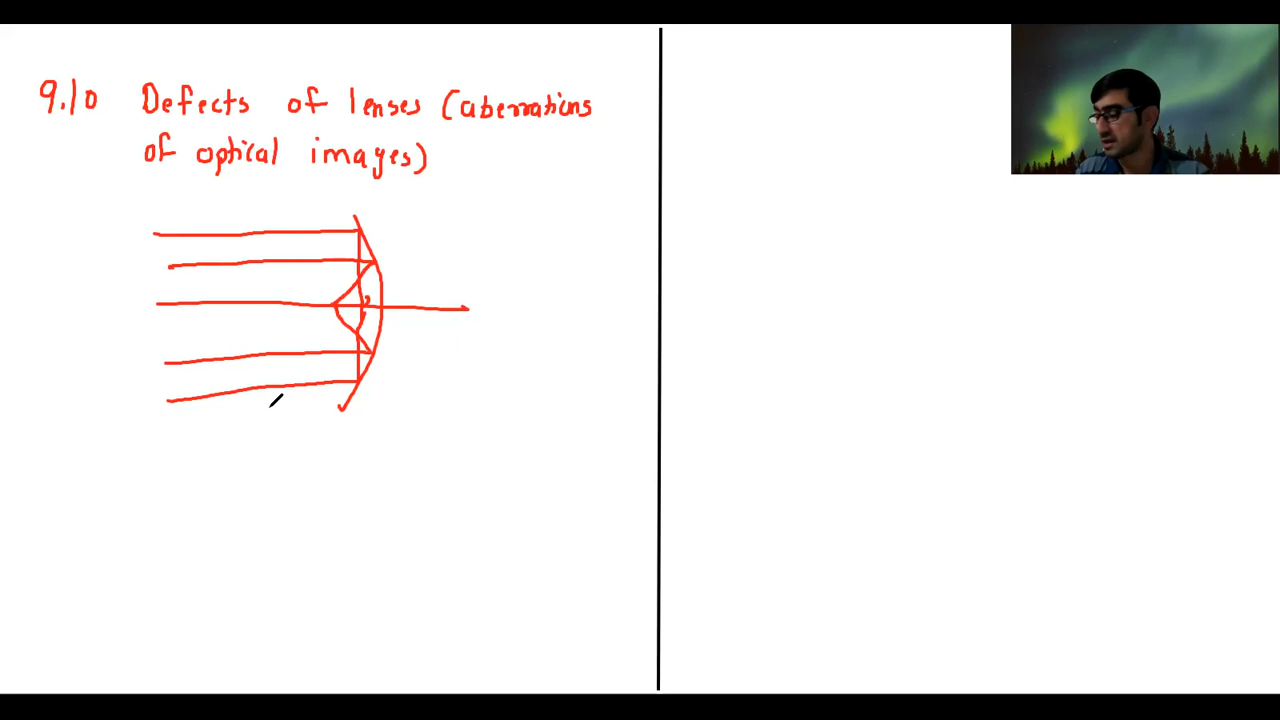 9.10 Defects of lenses (aberrations
of optical images)